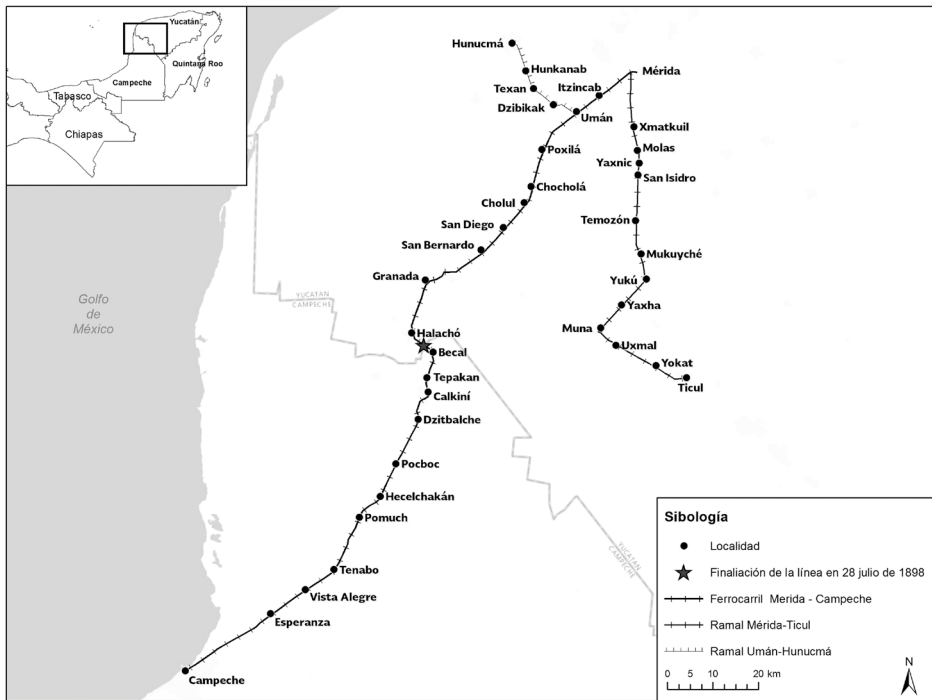 Yucatán
Quintana Roo
Campeche
Tabasco
Chiapas
Hunucmá
Hunkanab
Texan
Itzincab
Mérida
Dzibikak
Umán
Xmatkuil
Poxilá
Molas
Yaxnic
San Isidro
Chocholá
Cholul
San Diego
Temozón
San Bernardo
Mukuyché
Granada
Yukú
Golfo
de
México
YUCATAN
CAMPECHE
Yaxha
Halachó
Muna
Becal
Uxmal
Yokat
Tepakan
Ticul
Calkiní
Dzitbalche
Pocboc
Hecelchakán
Pomuch
YUCATAN
CAMPECHE
Tenabo
Vista Alegre
Esperanza
Campeche
Sibología
Localidad
Finaliación de la línea en 28 julio de 1898
Ferrocarril Merida - Campeche
Ramal Mérida-Ticul
Ramal Umán-Hunucmá
0 5 10 20 km
N